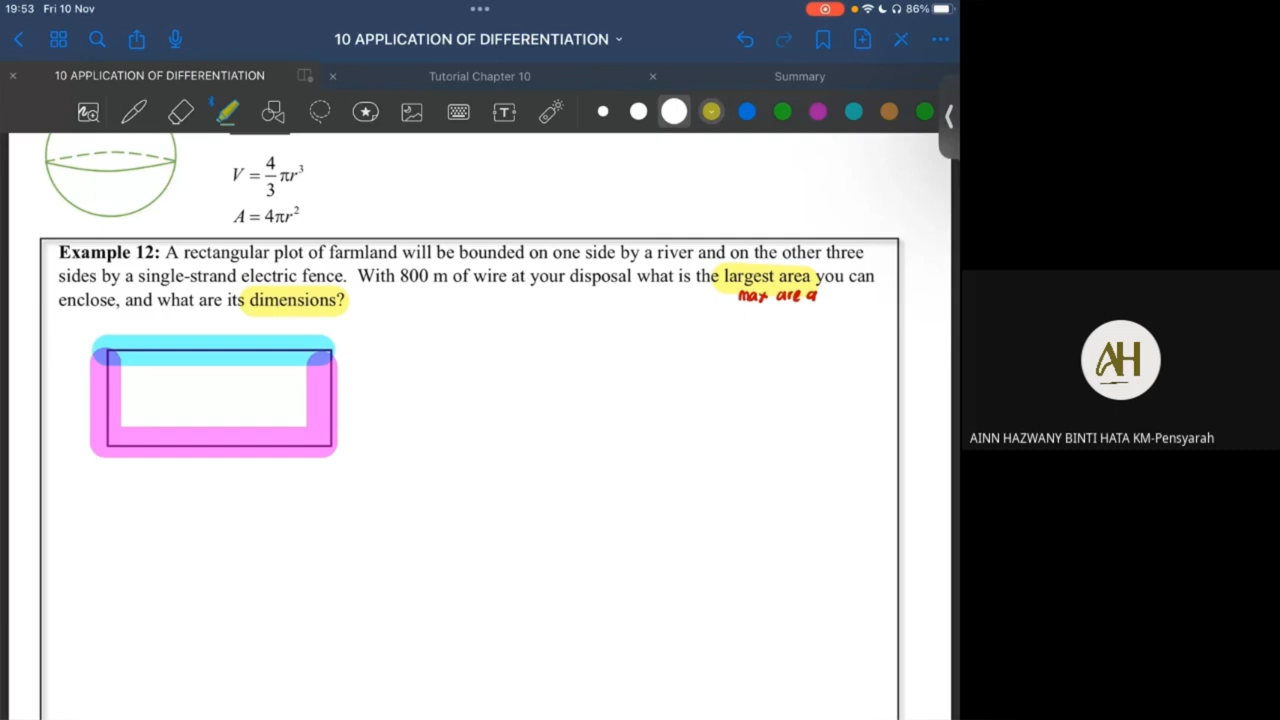 19:53 Fri 10 Nov
86%
10 APPLICATION OF DIFFERENTIATION
10 APPLICATION OF DIFFERENTIATION
Tutorial Chapter 10
Summary
V = 4/3 πr³
A = 4πr²
Example 12: A rectangular plot of farmland will be bounded on one side by a river and on the other three
sides by a single-strand electric fence. With 800 m of wire at your disposal what is the largest area you can
max area
enclose, and what are its dimensions?
AH
AINN HAZWANY BINTI HATA KM-Pensyarah